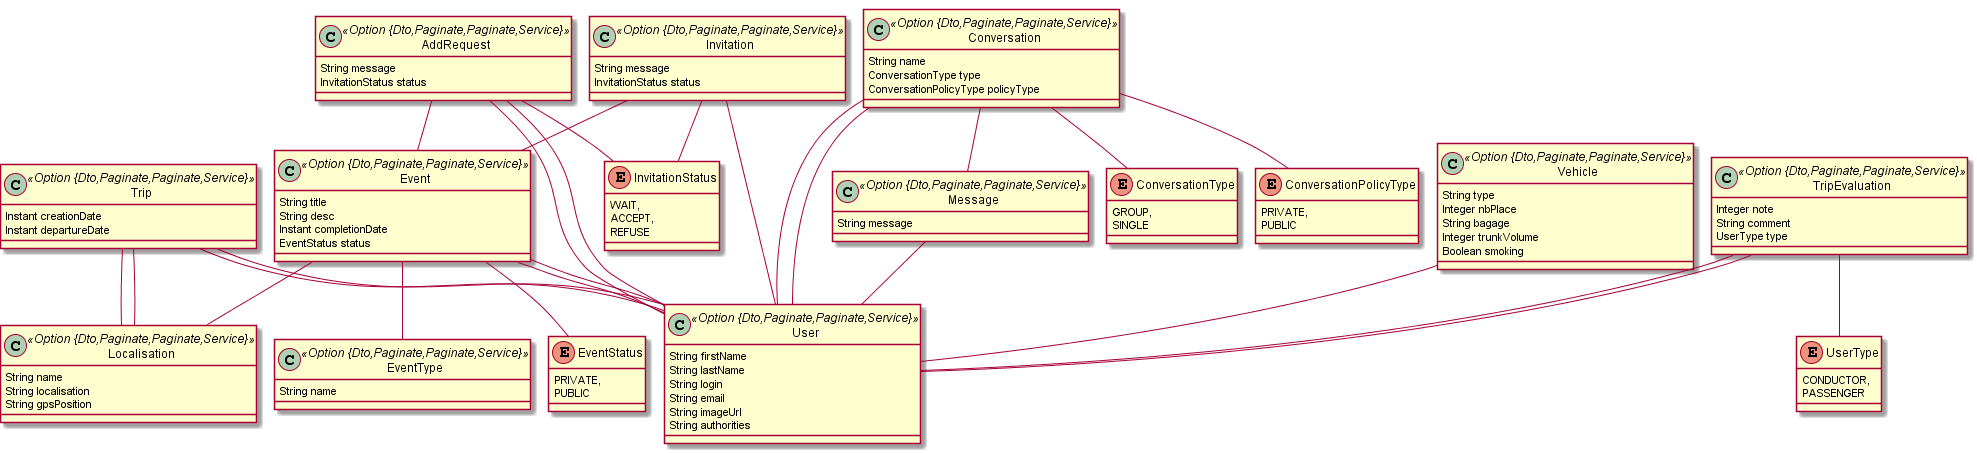 C «Option {Dto,Paginate,Paginate,Service}»
AddRequest
String message
InvitationStatus status
C «Option {Dto,Paginate,Paginate,Service}»
Invitation
String message
InvitationStatus status
C «Option {Dto,Paginate,Paginate,Service}»
Conversation
String name
ConversationType type
ConversationPolicyType policyType
C «Option {Dto,Paginate,Paginate,Service}»
Trip
Instant creationDate
Instant departureDate
C «Option {Dto,Paginate,Paginate,Service}»
Event
String title
String desc
Instant completionDate
EventStatus status
E InvitationStatus
WAIT,
ACCEPT,
REFUSE
C «Option {Dto,Paginate,Paginate,Service}»
Message
String message
E ConversationType
GROUP,
SINGLE
E ConversationPolicyType
PRIVATE,
PUBLIC
C «Option {Dto,Paginate,Paginate,Service}»
Vehicle
String type
Integer nbPlace
String bagage
Integer trunkVolume
Boolean smoking
C «Option {Dto,Paginate,Paginate,Service}»
TripEvaluation
Integer note
String comment
UserType type
C «Option {Dto,Paginate,Paginate,Service}»
Localisation
String name
String localisation
String gpsPosition
C «Option {Dto,Paginate,Paginate,Service}»
EventType
String name
E EventStatus
PRIVATE,
PUBLIC
C «Option {Dto,Paginate,Paginate,Service}»
User
String firstName
String lastName
String login
String email
String imageUrl
String authorities
E UserType
CONDUCTOR,
PASSENGER